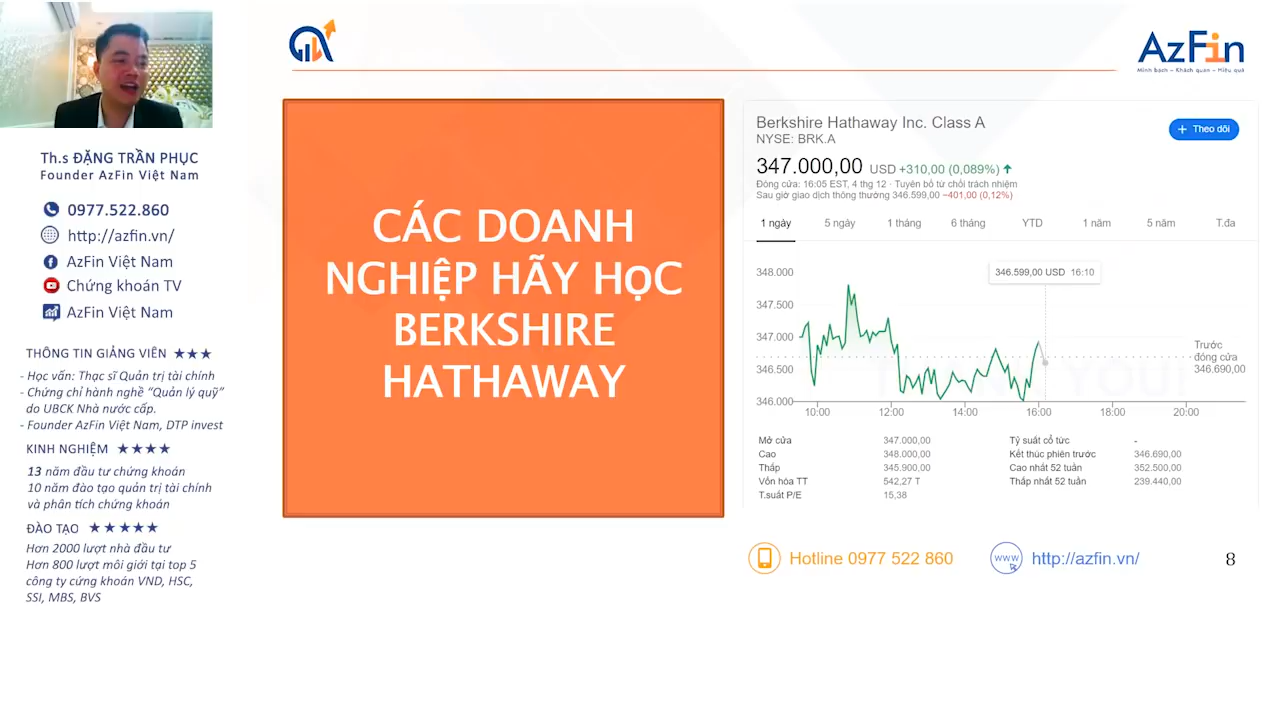 Th.s ĐẶNG TRẦN PHỤC
Founder AzFin Việt Nam
0977.522.860
http://azfin.vn/
AzFin Việt Nam
Chứng khoán TV
AzFin Việt Nam
THÔNG TIN GIẢNG VIÊN ★★★
- Học vấn: Thạc sĩ Quản trị tài chính
- Chứng chỉ hành nghề “Quản lý quỹ”
do UBCK Nhà nước cấp.
- Founder AzFin Việt Nam, DTP invest
KINH NGHIỆM ★★★★
13 năm đầu tư chứng khoán
10 năm đào tạo quản trị tài chính
và phân tích chứng khoán
ĐÀO TẠO ★★★★★
Hơn 2000 lượt nhà đầu tư
Hơn 800 lượt môi giới tại top 5
công ty cứng khoán VND, HSC,
SSI, MBS, BVS
CÁC DOANH
NGHIỆP HÃY HỌC
BERKSHIRE
HATHAWAY
AzFin
Minh bạch – Khách quan – Hiệu quả
Berkshire Hathaway Inc. Class A
NYSE: BRK.A
+ Theo dõi
347.000,00 USD +310,00 (0,089%) ↑
Đóng cửa: 16:05 EST, 4 thg 12 · Tuyên bố từ chối trách nhiệm
Sau giờ giao dịch thông thường 346.599,00 −401,00 (0,12%)
1 ngày 5 ngày 1 tháng 6 tháng YTD 1 năm 5 năm T.đa
346.599,00 USD 16:10
348.000
347.500
347.000
346.500
346.000
Trước
đóng cửa
346.690,00
10:00 12:00 14:00 16:00 18:00 20:00
Mở cửa 347.000,00 Tỷ suất cổ tức -
Cao 348.000,00 Kết thúc phiên trước 346.690,00
Thấp 345.900,00 Cao nhất 52 tuần 352.500,00
Vốn hóa TT 542,27 T Thấp nhất 52 tuần 239.440,00
T.suất P/E 15,38
Hotline 0977 522 860
www http://azfin.vn/
8